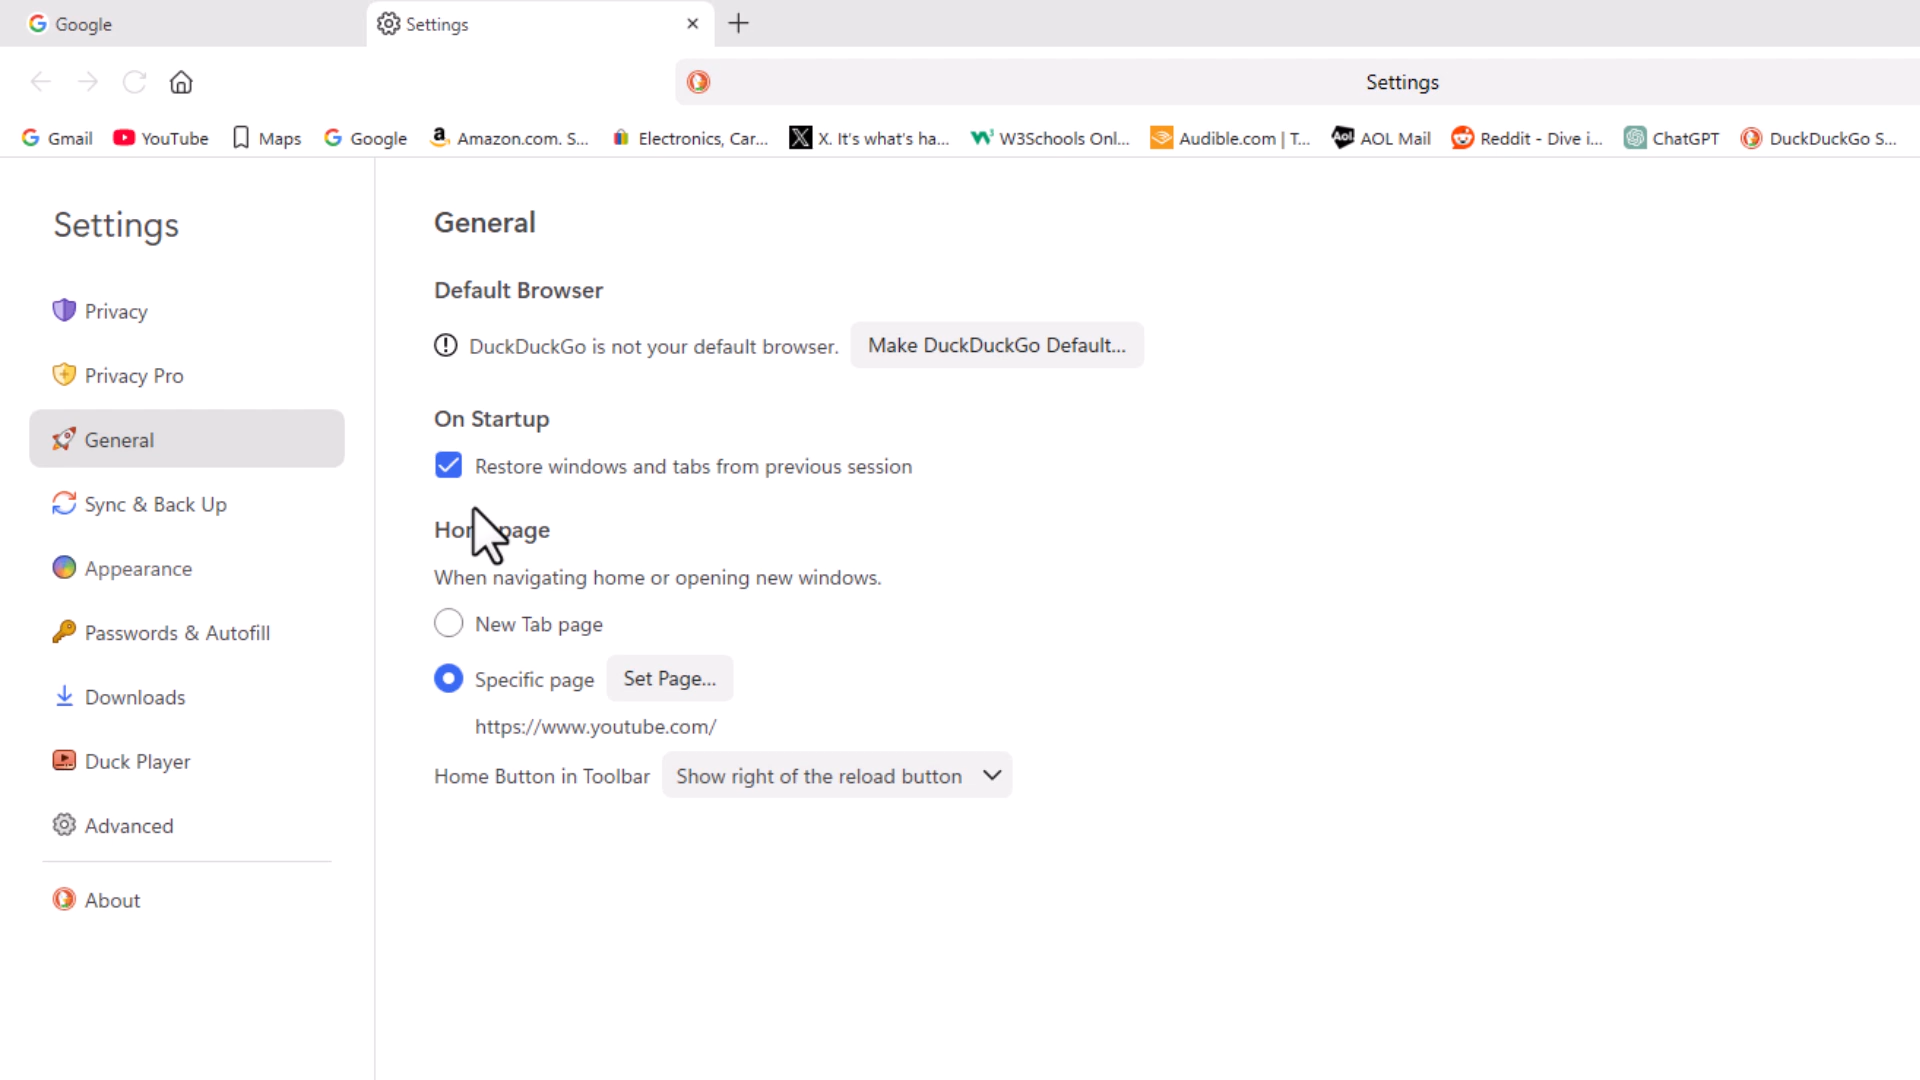 Google
Settings
Settings
Gmail YouTube Maps Google Amazon.com. S... Electronics, Car... X. It's what's ha... W3Schools Onl... Audible.com | T... AOL Mail Reddit - Dive i... ChatGPT DuckDuckGo S...
Settings
Privacy
Privacy Pro
General
Sync & Back Up
Appearance
Passwords & Autofill
Downloads
Duck Player
Advanced
About
General
Default Browser
DuckDuckGo is not your default browser. Make DuckDuckGo Default...
On Startup
Restore windows and tabs from previous session
When navigating home or opening new windows.
New Tab page
Specific page Set Page...
https://www.youtube.com/
Home Button in Toolbar Show right of the reload button